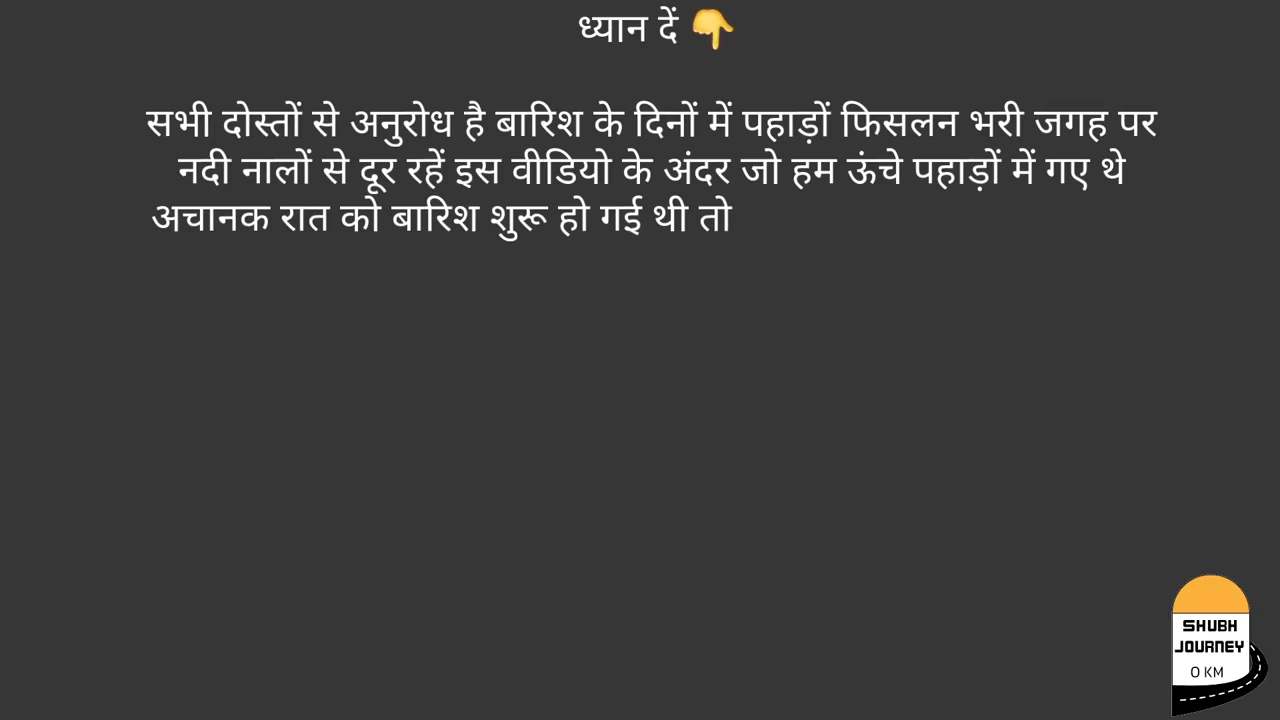 ध्यान दें 👇
सभी दोस्तों से अनुरोध है बारिश के दिनों में पहाड़ों फिसलन भरी जगह पर
नदी नालों से दूर रहें इस वीडियो के अंदर जो हम ऊंचे पहाड़ों में गए थे
अचानक रात को बारिश शुरू हो गई थी तो
SHUBH
JOURNEY
0 KM